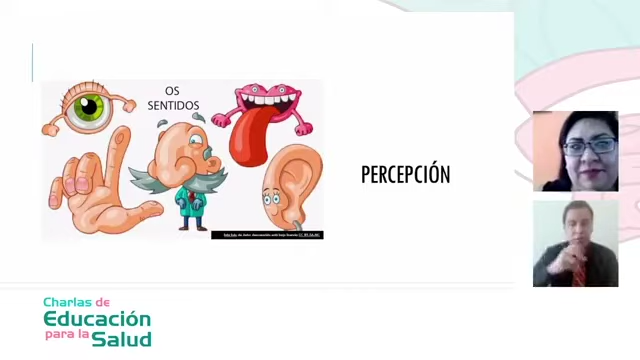 OS
SENTIDOS
PERCEPCIÓN
Charlas de
Educación
para la
Salud